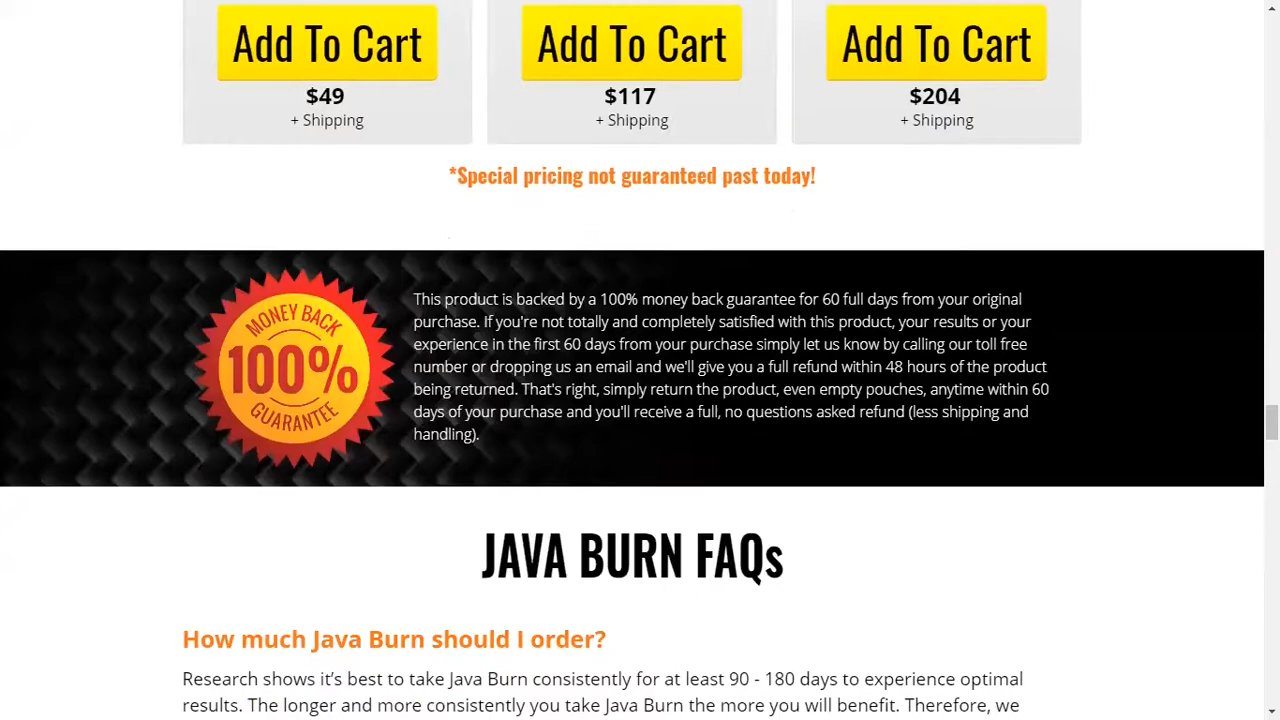 Add To Cart Add To Cart Add To Cart
$49 $117 $204
+ Shipping + Shipping + Shipping
*Special pricing not guaranteed past today!
MONEY BACK
100%
GUARANTEE
This product is backed by a 100% money back guarantee for 60 full days from your original
purchase. If you're not totally and completely satisfied with this product, your results or your
experience in the first 60 days from your purchase simply let us know by calling our toll free
number or dropping us an email and we'll give you a full refund within 48 hours of the product
being returned. That's right, simply return the product, even empty pouches, anytime within 60
days of your purchase and you'll receive a full, no questions asked refund (less shipping and
handling).
JAVA BURN FAQs
How much Java Burn should I order?
Research shows it’s best to take Java Burn consistently for at least 90 - 180 days to experience optimal
results. The longer and more consistently you take Java Burn the more you will benefit. Therefore, we